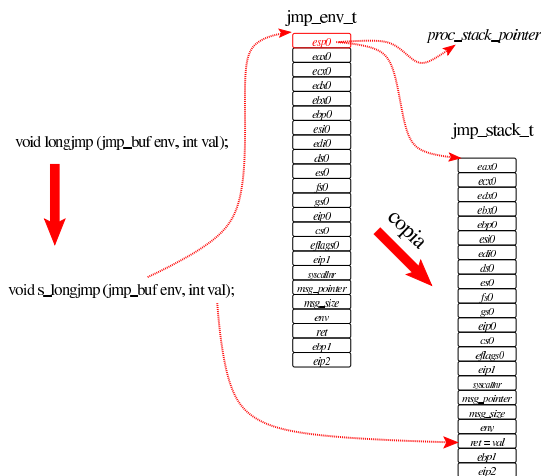 jmp_env_t
esp0
eax0
ecx0
edx0
ebx0
ebp0
esi0
edi0
ds0
es0
fs0
gs0
eip0
cs0
eflags0
eip1
syscallnr
msg_pointer
msg_size
env
ret
ebp1
eip2
proc_stack_pointer
void longjmp (jmp_buf env, int val);
void s_longjmp (jmp_buf env, int val);
copia
jmp_stack_t
eax0
ecx0
edx0
ebx0
ebp0
esi0
edi0
ds0
es0
fs0
gs0
eip0
cs0
eflags0
eip1
syscallnr
msg_pointer
msg_size
env
ret = val
ebp1
eip2